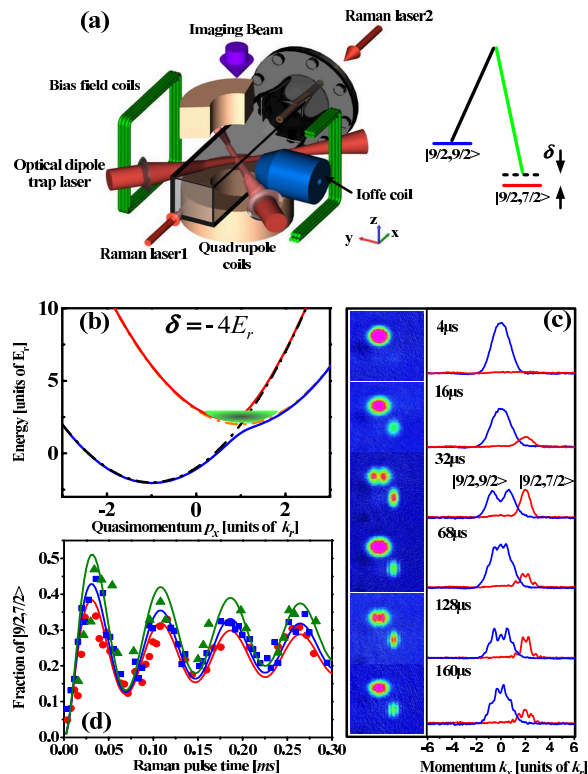 (a)
Imaging Beam
Raman laser2
Bias field coils
Optical dipole
trap laser
Ioffe coil
Raman laser1
Quadrupole
coils
z
y
x
|9/2,9/2>
δ
|9/2,7/2>
(b)
δ = -4E_r
Energy [units of E_r]
10
5
0
-2
0
2
Quasimomentum p_x [units of k_r]
(c)
4μs
16μs
32μs
|9/2,9/2>
|9/2,7/2>
68μs
128μs
160μs
-6
-4
-2
0
2
4
6
Momentum k_x [units of k_r]
(d)
Fraction of |9/2,7/2>
0.5
0.4
0.3
0.2
0.1
0.0
0.00
0.05
0.10
0.15
0.20
0.25
0.30
Raman pulse time [ms]